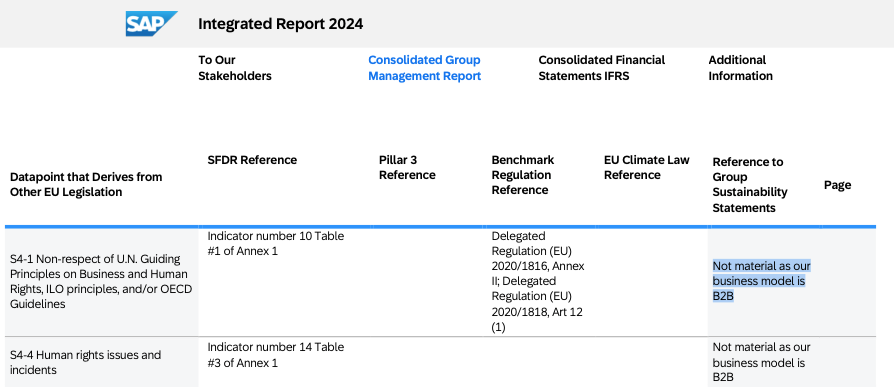 SAP Integrated Report 2024
To Our
Stakeholders
Consolidated Group
Management Report
Consolidated Financial
Statements IFRS
Additional
Information
Datapoint that Derives from
Other EU Legislation
SFDR Reference
Pillar 3
Reference
Benchmark
Regulation
Reference
EU Climate Law
Reference
Reference to
Group
Sustainability
Statements
Page
S4-1 Non-respect of U.N. Guiding
Principles on Business and Human
Rights, ILO principles, and/or OECD
Guidelines
Indicator number 10 Table
#1 of Annex 1
Delegated
Regulation (EU)
2020/1816, Annex
II; Delegated
Regulation (EU)
2020/1818, Art 12
(1)
Not material as our
business model is
B2B
S4-4 Human rights issues and
incidents
Indicator number 14 Table
#3 of Annex 1
Not material as our
business model is
B2B